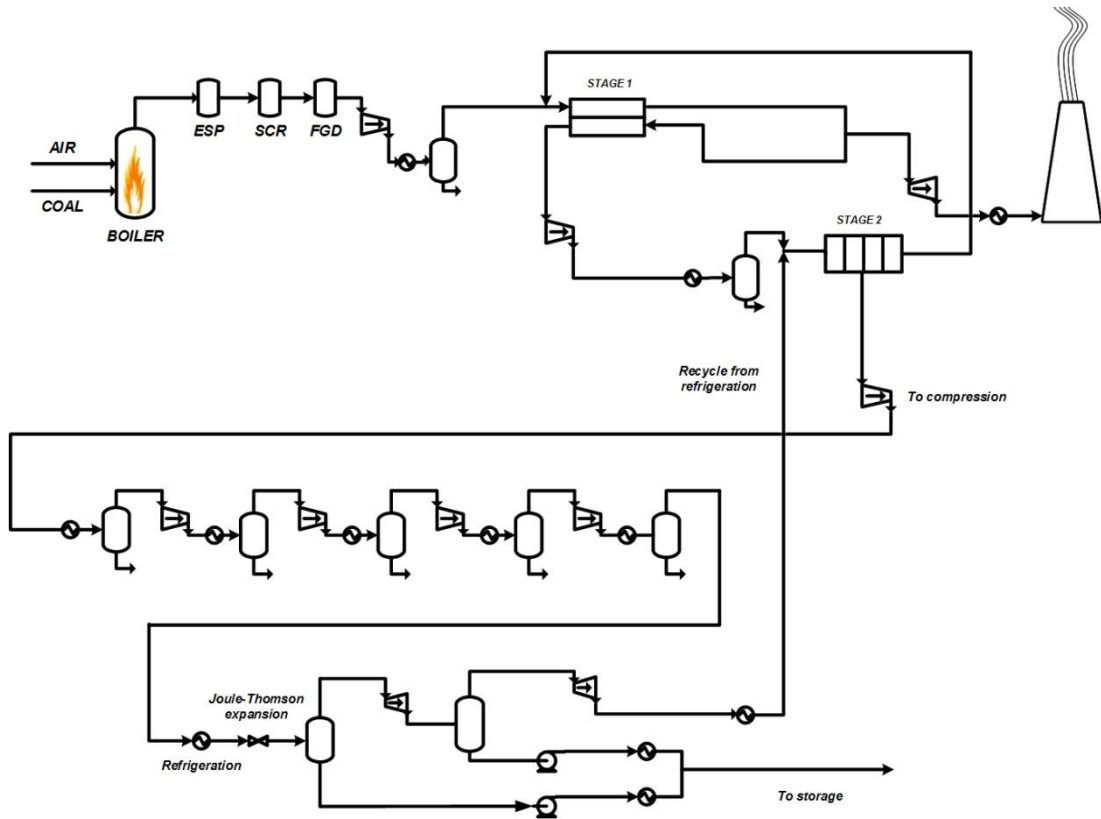 STAGE 1
ESP
SCR
FGD
AIR
COAL
BOILER
STAGE 2
Recycle from
refrigeration
To compression
Joule-Thomson
expansion
Refrigeration
To storage